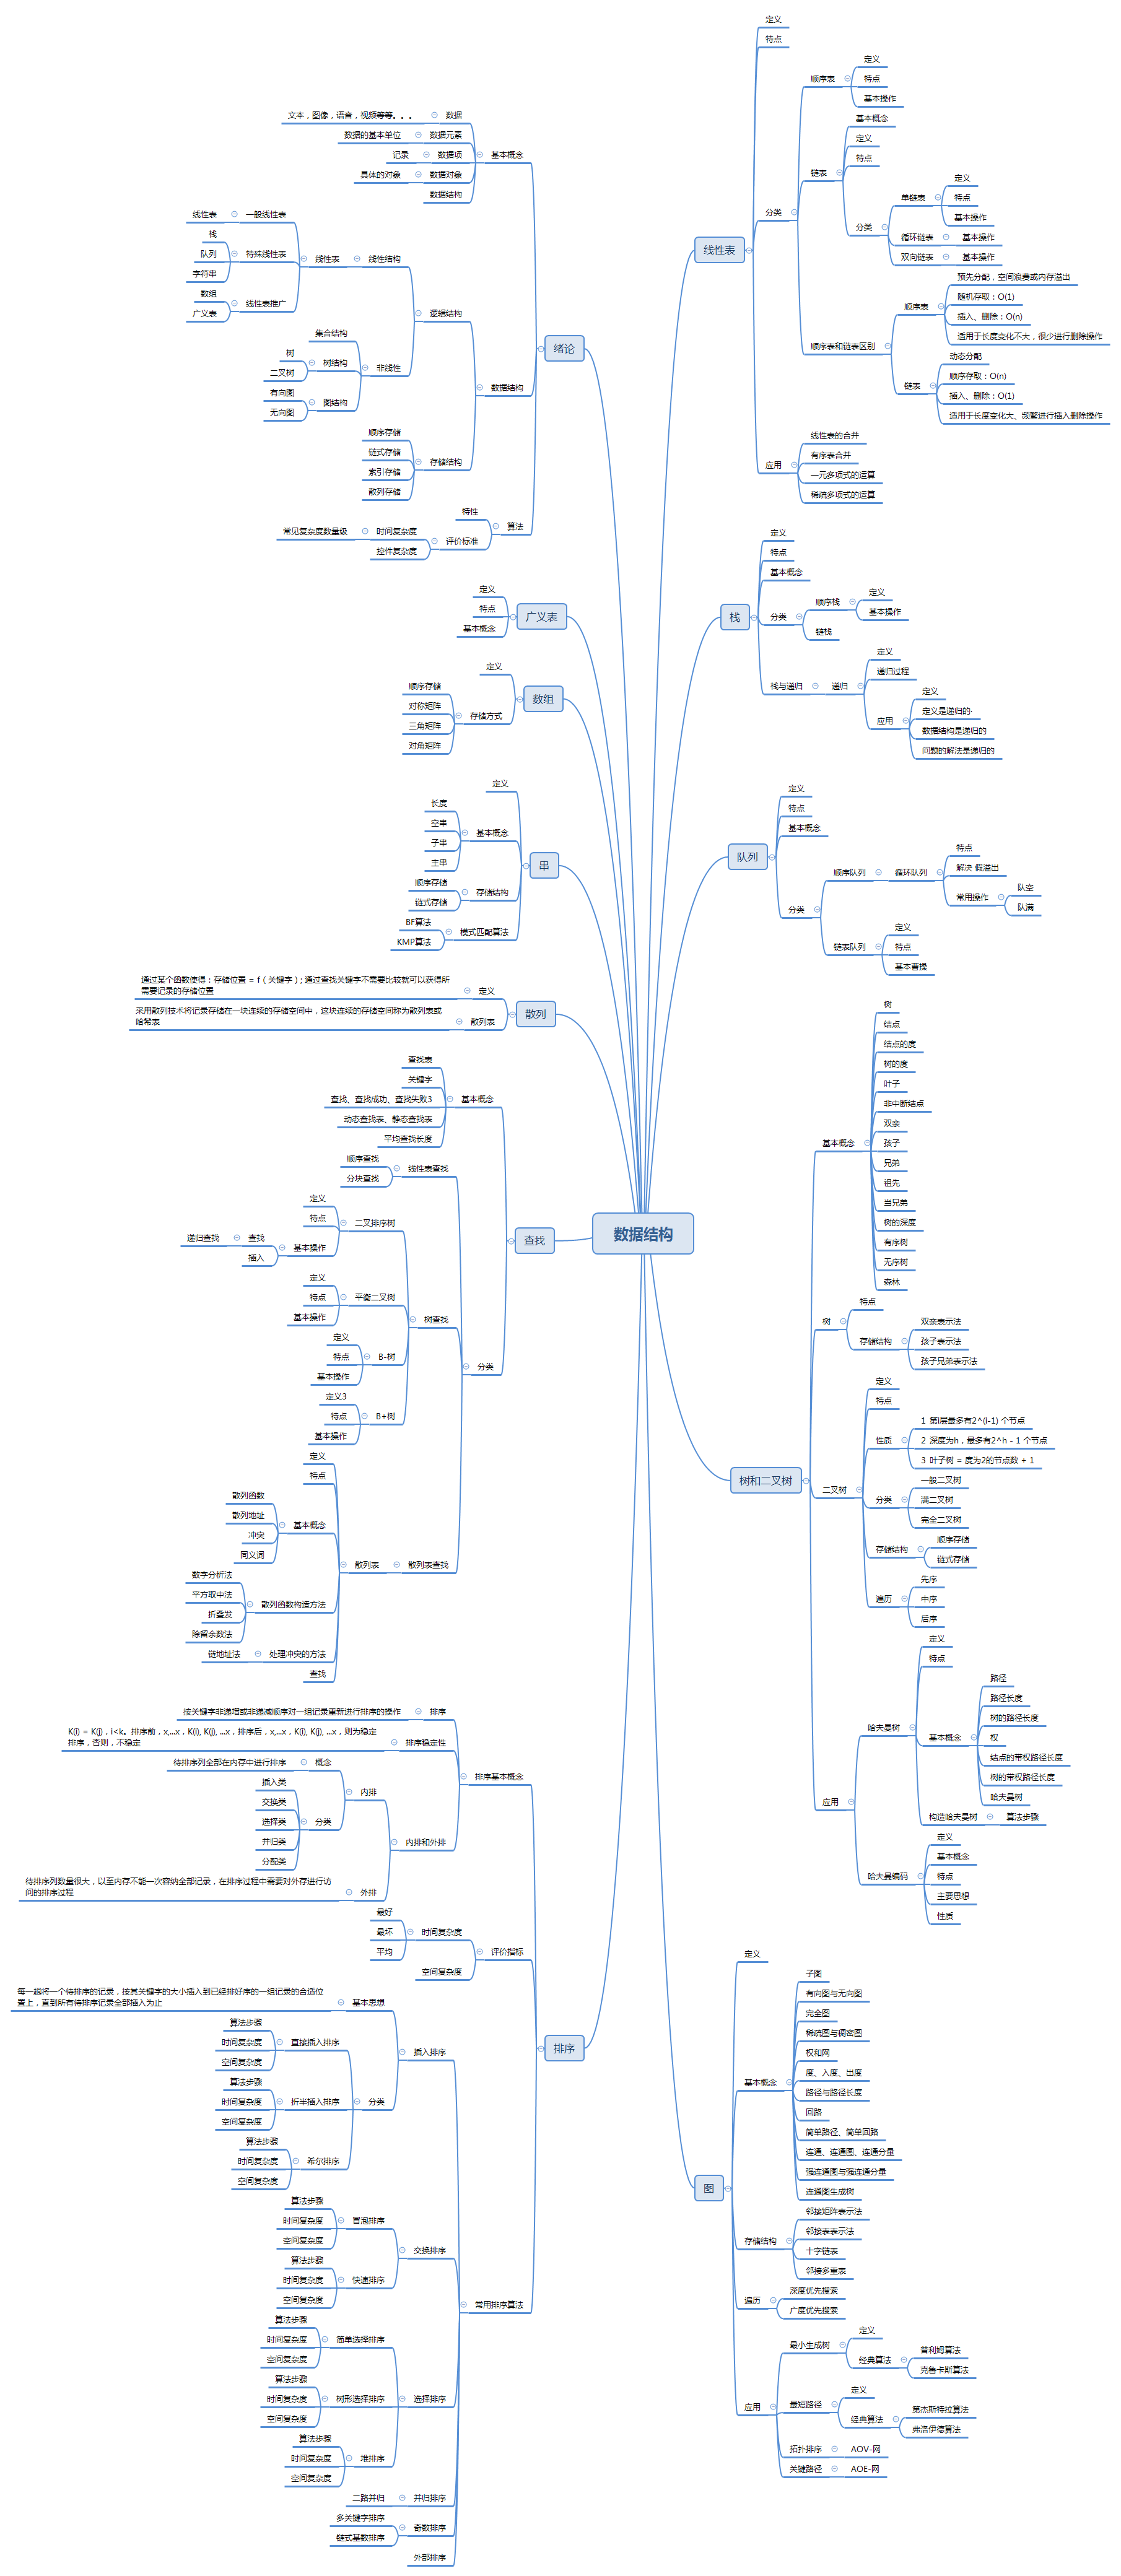 数据结构
绪论
基本概念
数据
文本，图像，语音，视频等等。。。
数据元素
数据的基本单位
数据项
记录
数据对象
具体的对象
数据结构
数据结构
逻辑结构
线性结构
线性表
一般线性表
线性表
特殊线性表
栈
队列
字符串
线性表推广
数组
广义表
非线性
集合结构
树结构
树
二叉树
图结构
有向图
无向图
存储结构
顺序存储
链式存储
索引存储
散列存储
算法
特性
评价标准
时间复杂度
常见复杂度数量级
控件复杂度
广义表
定义
特点
基本概念
数组
定义
存储方式
顺序存储
对称矩阵
三角矩阵
对角矩阵
串
定义
基本概念
长度
空串
子串
主串
存储结构
顺序存储
链式存储
模式匹配算法
BF算法
KMP算法
散列
定义
通过某个函数使得：存储位置 = f（关键字）; 通过查找关键字不需要比较就可以获得所
需要记录的存储位置
散列表
采用散列技术将记录存储在一块连续的存储空间中，这块连续的存储空间称为散列表或
哈希表
查找
基本概念
查找表
关键字
查找、查找成功、查找失败3
动态查找表、静态查找表
平均查找长度
分类
线性表查找
顺序查找
分块查找
树查找
二叉排序树
定义
特点
基本操作
查找
递归查找
插入
平衡二叉树
定义
特点
基本操作
B-树
定义
特点
基本操作
B+树
定义3
特点
基本操作
散列表查找
散列表
定义
特点
基本概念
散列函数
散列地址
冲突
同义词
散列函数构造方法
数字分析法
平方取中法
折叠发
除留余数法
处理冲突的方法
链地址法
查找
排序
排序基本概念
排序
按关键字非递增或非递减顺序对一组记录重新进行排序的操作
排序稳定性
K(i) = K(j)，i<k。排序前，x,...x，K(i), K(j), ...x，排序后，x,...x，K(i), K(j), ...x，则为稳定
排序，否则，不稳定
内排和外排
内排
概念
待排序列全部在内存中进行排序
分类
插入类
交换类
选择类
并归类
分配类
外排
待排序列数量很大，以至内存不能一次容纳全部记录，在排序过程中需要对外存进行访
问的排序过程
评价指标
时间复杂度
最好
最坏
平均
空间复杂度
常用排序算法
插入排序
基本思想
每一趟将一个待排序的记录，按其关键字的大小插入到已经排好序的一组记录的合适位
置上，直到所有待排序记录全部插入为止
分类
直接插入排序
算法步骤
时间复杂度
空间复杂度
折半插入排序
算法步骤
时间复杂度
空间复杂度
希尔排序
算法步骤
时间复杂度
空间复杂度
交换排序
冒泡排序
算法步骤
时间复杂度
空间复杂度
快速排序
算法步骤
时间复杂度
空间复杂度
选择排序
简单选择排序
算法步骤
时间复杂度
空间复杂度
树形选择排序
算法步骤
时间复杂度
空间复杂度
堆排序
算法步骤
时间复杂度
空间复杂度
并归排序
二路并归
奇数排序
多关键字排序
链式基数排序
外部排序
线性表
定义
特点
分类
顺序表
定义
特点
基本操作
链表
基本概念
定义
特点
分类
单链表
定义
特点
基本操作
循环链表
基本操作
双向链表
基本操作
顺序表和链表区别
顺序表
预先分配，空间浪费或内存溢出
随机存取：O(1)
插入、删除：O(n)
适用于长度变化不大，很少进行删除操作
链表
动态分配
顺序存取：O(n)
插入、删除：O(1)
适用于长度变化大、频繁进行插入删除操作
应用
线性表的合并
有序表合并
一元多项式的运算
稀疏多项式的运算
栈
定义
特点
基本概念
分类
顺序栈
定义
基本操作
链栈
栈与递归
递归
定义
递归过程
应用
定义
定义是递归的·
数据结构是递归的
问题的解法是递归的
队列
定义
特点
基本概念
分类
顺序队列
循环队列
特点
解决 假溢出
常用操作
队空
队满
链表队列
定义
特点
基本曹操
树和二叉树
基本概念
树
结点
结点的度
树的度
叶子
非中断结点
双亲
孩子
兄弟
祖先
当兄弟
树的深度
有序树
无序树
森林
树
特点
存储结构
双亲表示法
孩子表示法
孩子兄弟表示法
二叉树
定义
特点
性质
1 第i层最多有2^(i-1) 个节点
2 深度为h，最多有2^h - 1 个节点
3 叶子树 = 度为2的节点数 + 1
分类
一般二叉树
满二叉树
完全二叉树
存储结构
顺序存储
链式存储
遍历
先序
中序
后序
应用
哈夫曼树
定义
特点
基本概念
路径
路径长度
树的路径长度
权
结点的带权路径长度
树的带权路径长度
哈夫曼树
构造哈夫曼树
算法步骤
哈夫曼编码
定义
基本概念
特点
主要思想
性质
图
定义
基本概念
子图
有向图与无向图
完全图
稀疏图与稠密图
权和网
度、入度、出度
路径与路径长度
回路
简单路径、简单回路
连通、连通图、连通分量
强连通图与强连通分量
连通图生成树
存储结构
邻接矩阵表示法
邻接表表示法
十字链表
邻接多重表
遍历
深度优先搜素
广度优先搜素
应用
最小生成树
定义
经典算法
普利姆算法
克鲁卡斯算法
最短路径
定义
经典算法
第杰斯特拉算法
弗洛伊德算法
拓扑排序
AOV-网
关键路径
AOE-网